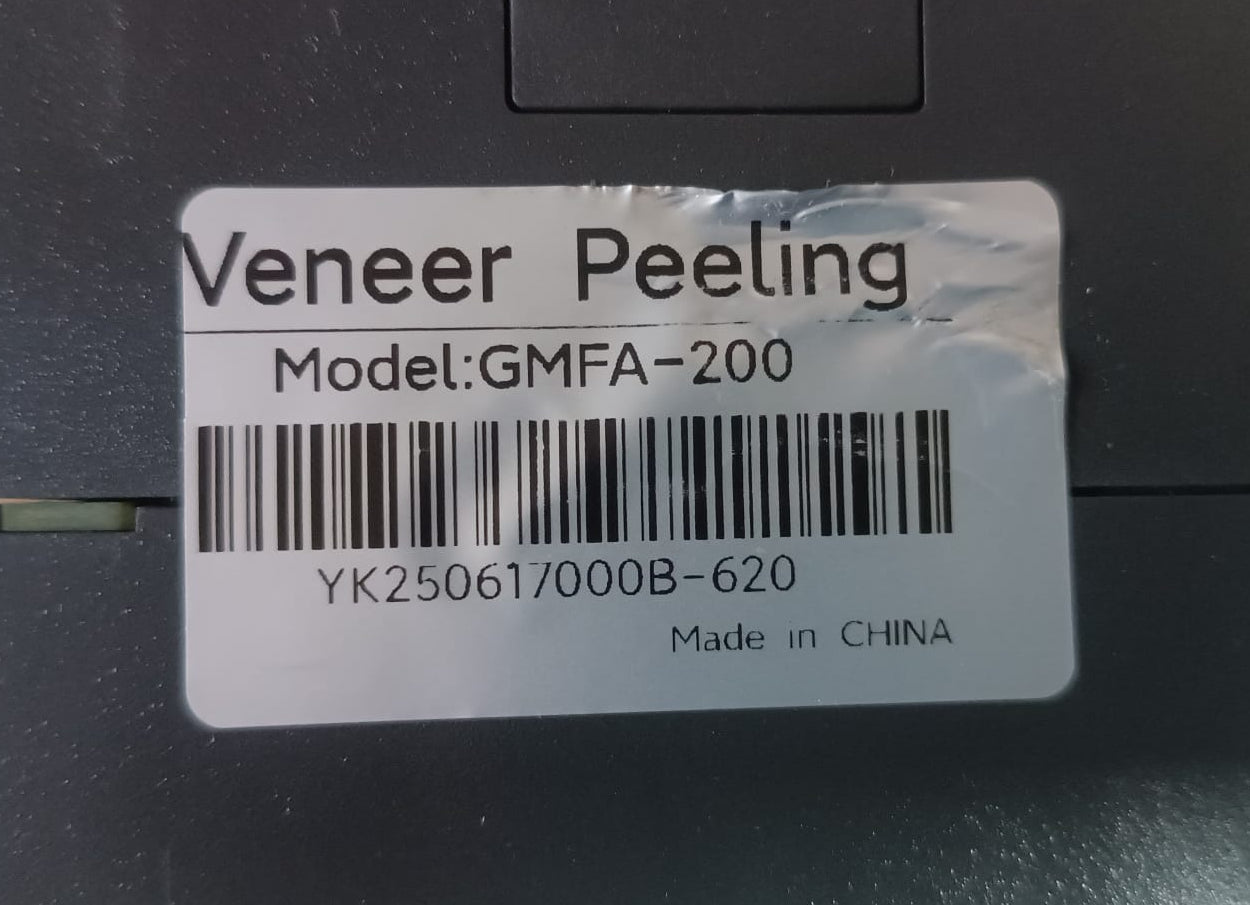 Veneer Peeling
Model:GMFA-200
YK250617000B-620
Made in CHINA